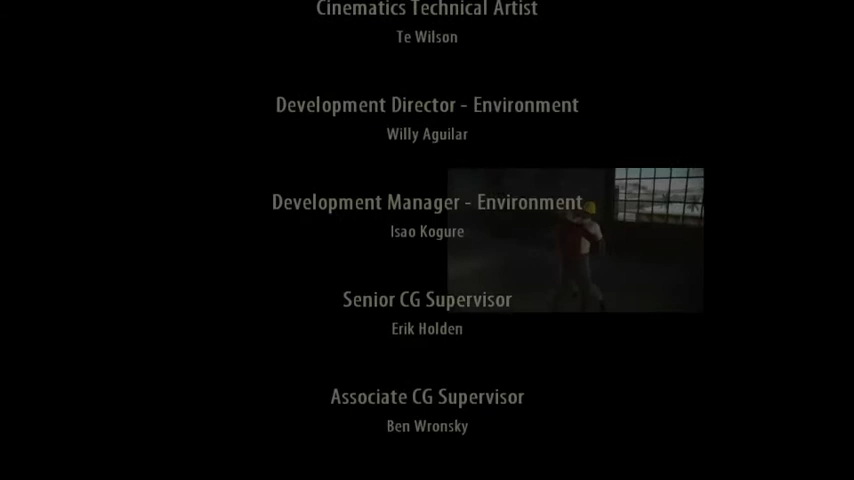 Cinematics Technical Artist
Te Wilson
Development Director - Environment
Willy Aguilar
Development Manager - Environment
Isao Kogure
Senior CG Supervisor
Erik Holden
Associate CG Supervisor
Ben Wronsky